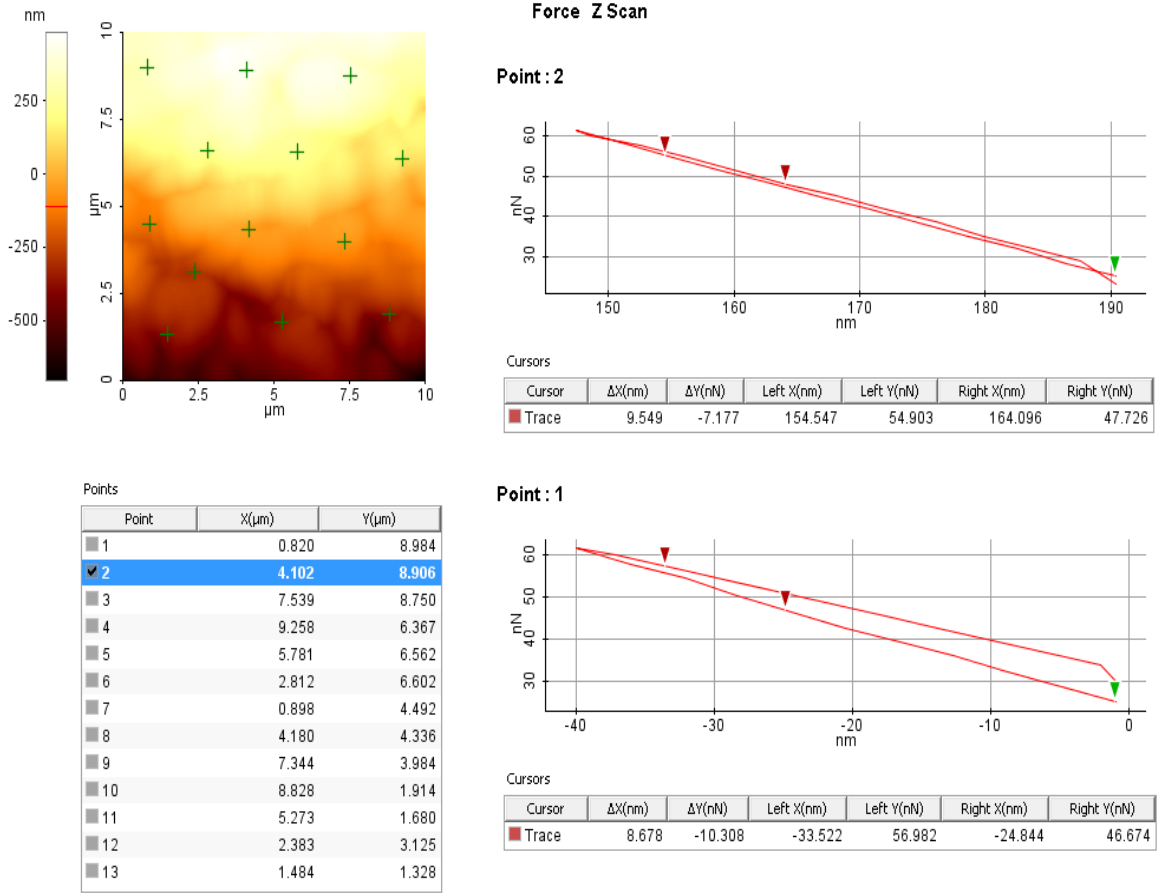 Force Z Scan
nm
250
0
-250
-500
10
7.5
5
2.5
0
µm
0 2.5 5 7.5 10
µm
Point : 2
60
50
40
30
nN
150 160 170 180 190
nm
Cursors
Cursor ΔX(nm) ΔY(nN) Left X(nm) Left Y(nN) Right X(nm) Right Y(nN)
Trace 9.549 -7.177 154.547 54.903 164.096 47.726
Points
Point X(µm) Y(µm)
1 0.820 8.984
2 4.102 8.906
3 7.539 8.750
4 9.258 6.367
5 5.781 6.562
6 2.812 6.602
7 0.898 4.492
8 4.180 4.336
9 7.344 3.984
10 8.828 1.914
11 5.273 1.680
12 2.383 3.125
13 1.484 1.328
Point : 1
60
50
40
30
nN
-40 -30 -20 -10 0
nm
Cursors
Cursor ΔX(nm) ΔY(nN) Left X(nm) Left Y(nN) Right X(nm) Right Y(nN)
Trace 8.678 -10.308 -33.522 56.982 -24.844 46.674